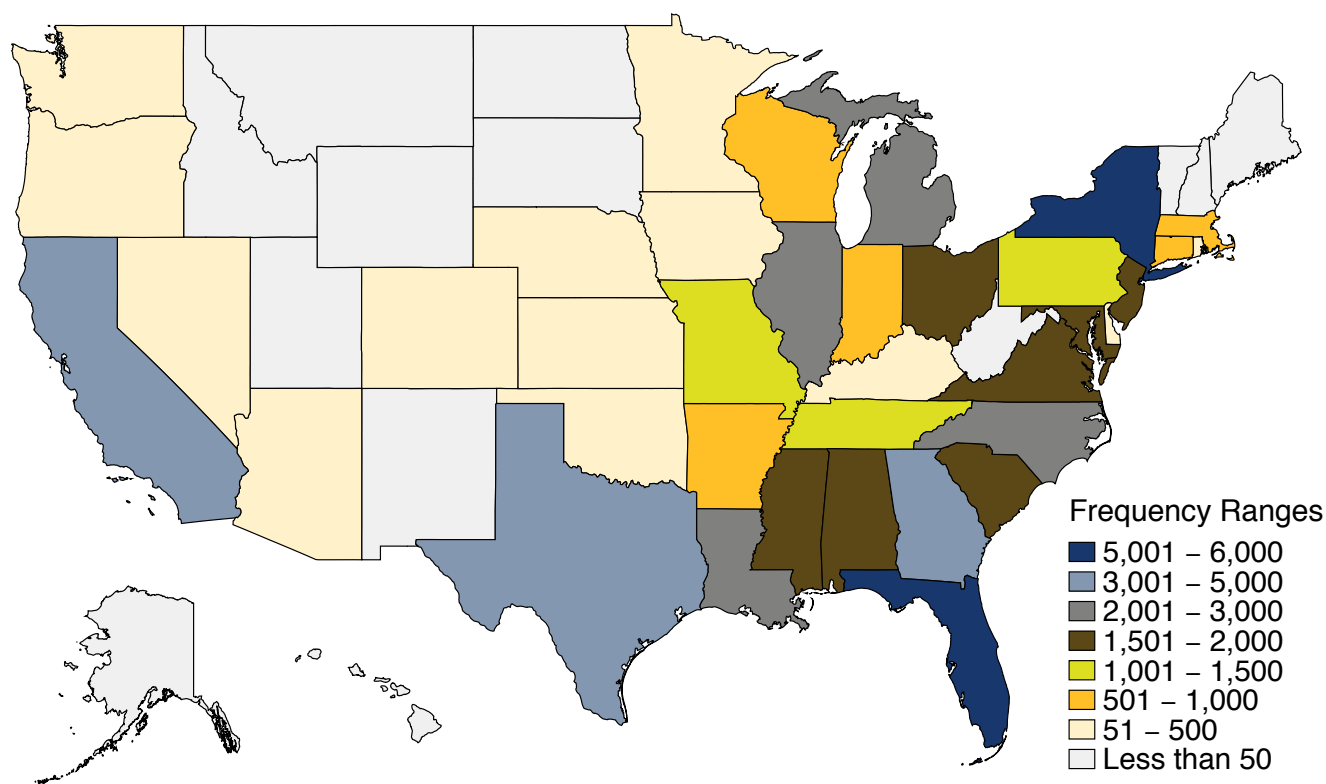 Frequency Ranges
5,001 – 6,000
3,001 – 5,000
2,001 – 3,000
1,501 – 2,000
1,001 – 1,500
501 – 1,000
51 – 500
Less than 50